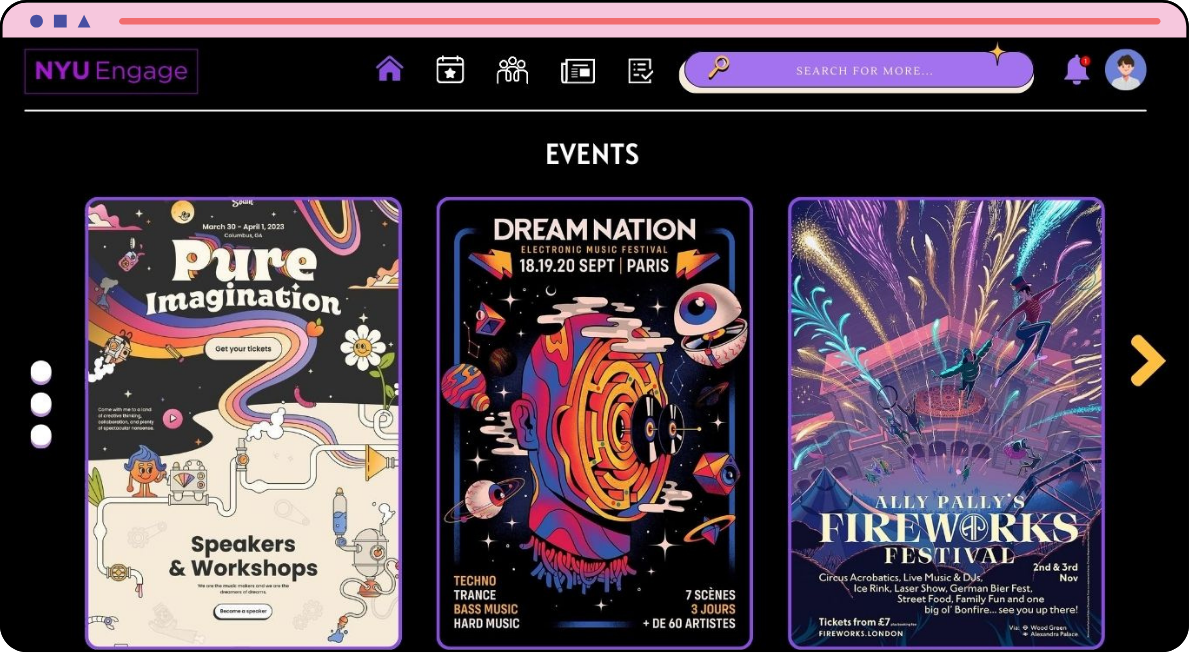 NYU Engage
SEARCH FOR MORE...
1
EVENTS
March 30 - April 1, 2023
Columbus, GA
Pure
Imagination
Get your tickets
Come with me to a land
of creative thinking,
collaboration, and plenty
of spectacular nonsense.
Speakers
& Workshops
We are the music makers and we are the
dreamers of dreams.
Become a speaker
DREAM NATION
ELECTRONIC MUSIC FESTIVAL
18.19.20 SEPT | PARIS
TECHNO
TRANCE
BASS MUSIC
HARD MUSIC
7 SCÈNES
3 JOURS
+ DE 60 ARTISTES
ALLY PALLY'S
FIREWORKS
FESTIVAL
2nd & 3rd
Nov
Circus Acrobatics, Live Music & DJs,
Ice Rink, Laser Show, German Bier Fest,
Street Food, Family Fun and one
big ol' Bonfire... see you up there!
Tickets from £7
FIREWORKS.LONDON
Via: Wood Green
Alexandra Palace